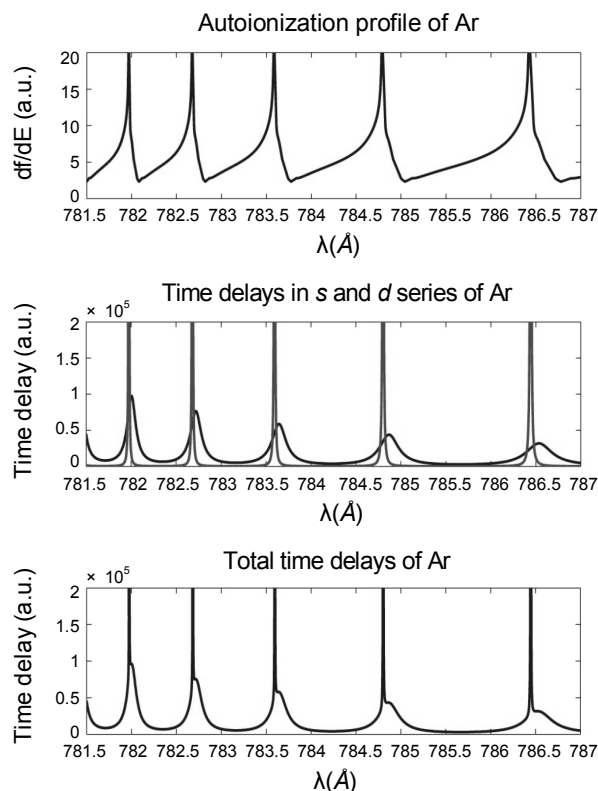 Autoionization profile of Ar
df/dE (a.u.)
20
15
10
5
0
781.5 782 782.5 783 783.5 784 784.5 785 785.5 786 786.5 787
λ(Å)
Time delays in s and d series of Ar
× 10⁵
Time delay (a.u.)
2
1.5
1
0.5
0
781.5 782 782.5 783 783.5 784 784.5 785 785.5 786 786.5 787
λ(Å)
Total time delays of Ar
× 10⁵
Time delay (a.u.)
2
1.5
1
0.5
0
781.5 782 782.5 783 783.5 784 784.5 785 785.5 786 786.5 787
λ(Å)